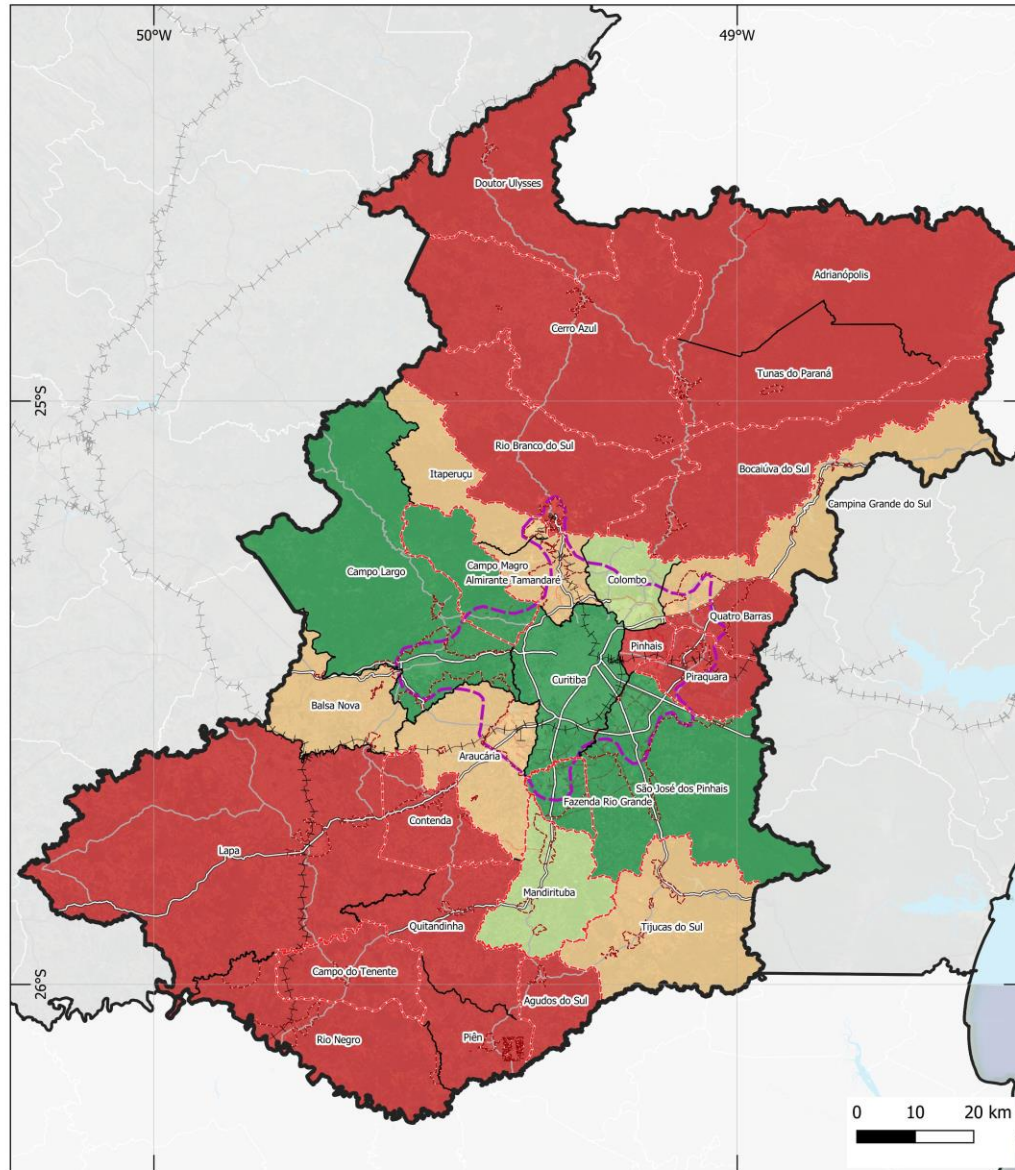 50°W
49°W
Doutor Ulysses
Adrianópolis
Cerro Azul
Tunas do Paraná
25°S
Rio Branco do Sul
Bocaiúva do Sul
Itaperuçu
Campina Grande do Sul
Campo Magro
Campo Largo
Almirante Tamandaré
Colombo
Quatro Barras
Pinhais
Curitiba
Piraquara
Balsa Nova
Araucária
São José dos Pinhais
Fazenda Rio Grande
Contenda
Lapa
Mandirituba
Quitandinha
Tijucas do Sul
Campo do Tenente
26°S
Agudos do Sul
Rio Negro
Piên
0 10 20 km